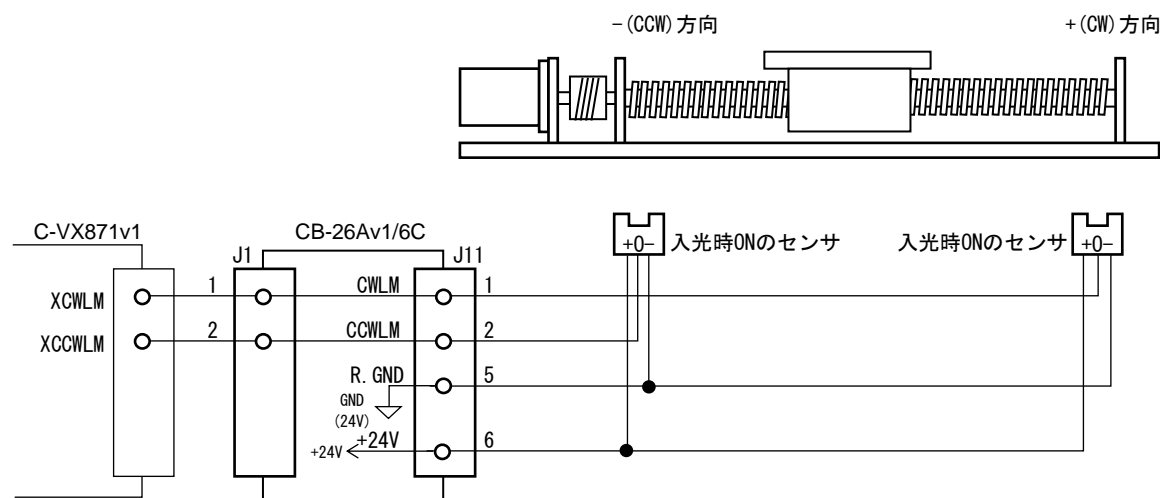 -(CCW)方向
+(CW)方向
C-VX871v1
CB-26Av1/6C
J1
J11
+O-
入光時ONのセンサ
入光時ONのセンサ
+O-
XCWLM
1
CWLM
1
XCCWLM
2
CCWLM
2
R.GND
5
GND
(24V)
+24V
6
+24V